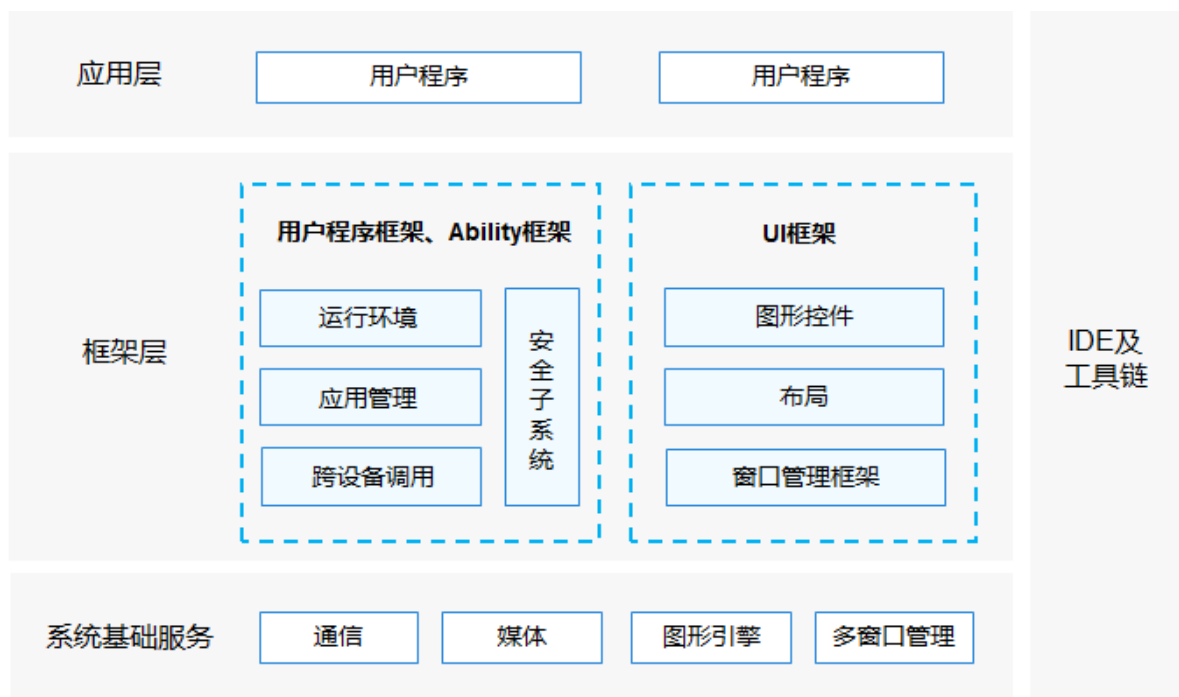 应用层
用户程序
用户程序
框架层
用户程序框架、Ability框架
运行环境
应用管理
跨设备调用
安
全
子
系
统
UI框架
图形控件
布局
窗口管理框架
系统基础服务
通信
媒体
图形引擎
多窗口管理
IDE及
工具链